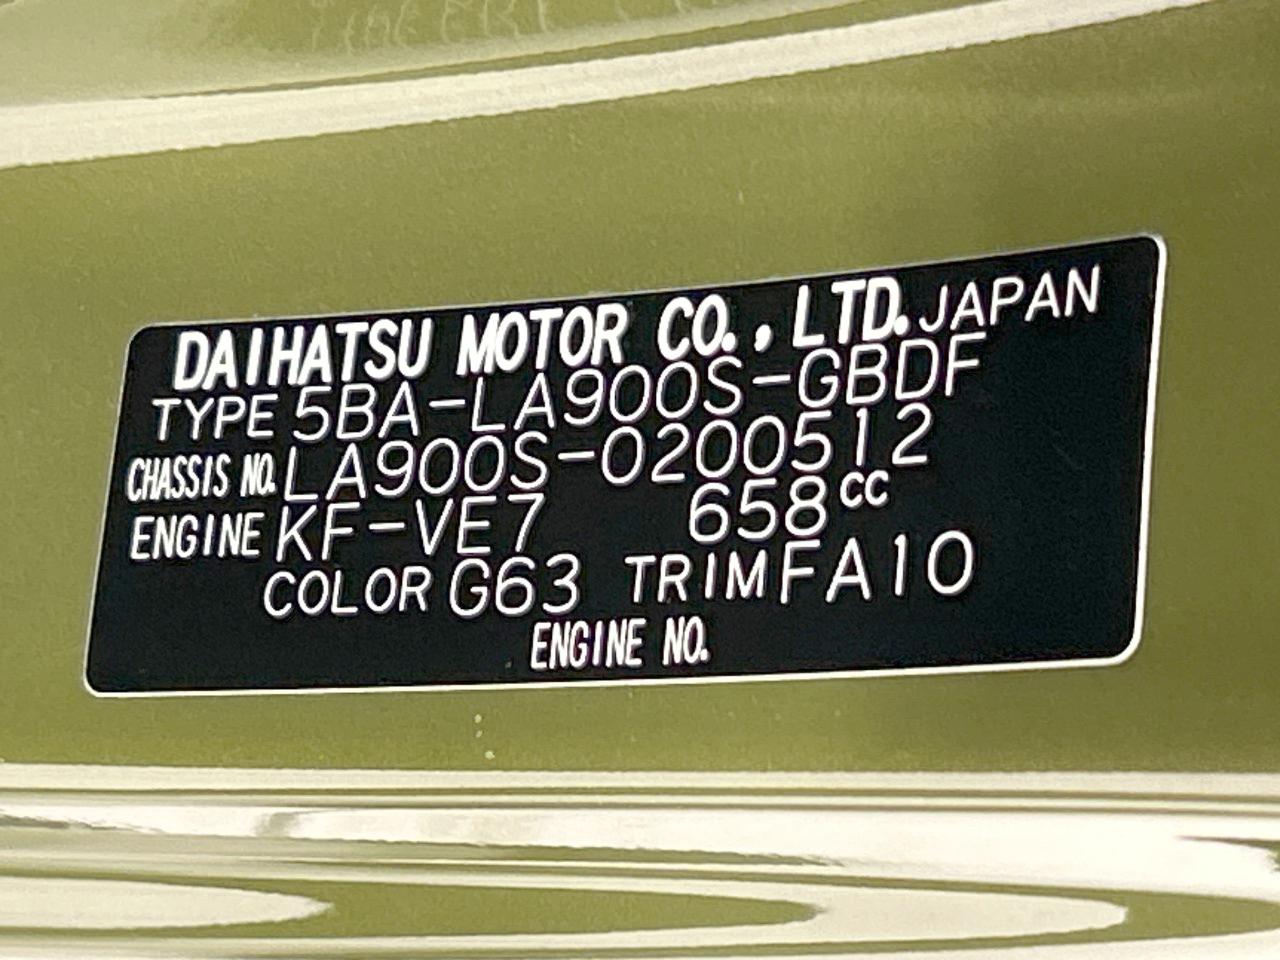 DAIHATSU MOTOR CO., LTD. JAPAN
TYPE 5BA-LA900S-GBDF
CHASSIS NO. LA900S-0200512
ENGINE KF-VE7 658cc
COLOR G63 TRIM FA10
ENGINE NO.